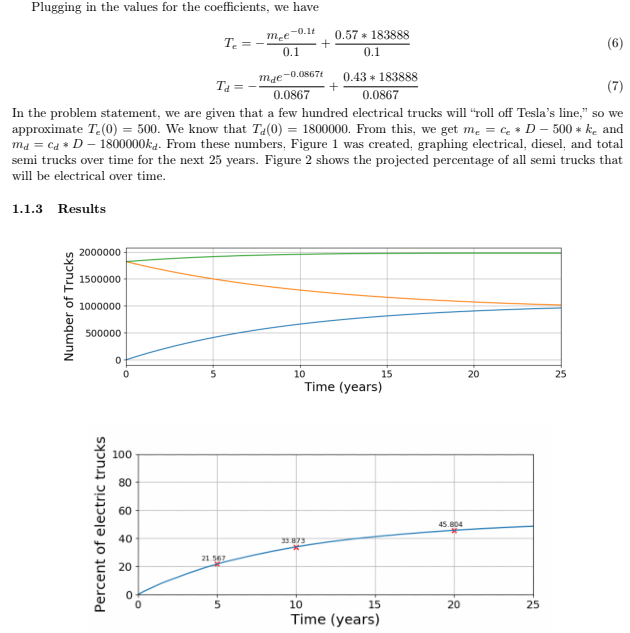 Plugging in the values for the coefficients, we have
T_e = − m_e e^{−0.1t} / 0.1 + 0.57 ∗ 183888 / 0.1 (6)
T_d = − m_d e^{−0.0867t} / 0.0867 + 0.43 ∗ 183888 / 0.0867 (7)
In the problem statement, we are given that a few hundred electrical trucks will “roll off Tesla’s line,” so we
approximate T_e(0) = 500. We know that T_d(0) = 1800000. From this, we get m_e = c_e ∗ D − 500 ∗ k_e and
m_d = c_d ∗ D − 1800000k_d. From these numbers, Figure 1 was created, graphing electrical, diesel, and total
semi trucks over time for the next 25 years. Figure 2 shows the projected percentage of all semi trucks that
will be electrical over time.
1.1.3 Results
Number of Trucks
2000000
1500000
1000000
500000
0
0 5 10 15 20 25
Time (years)
Percent of electric trucks
100
80
60
40
20
0
21.567
33.873
45.804
0 5 10 15 20 25
Time (years)